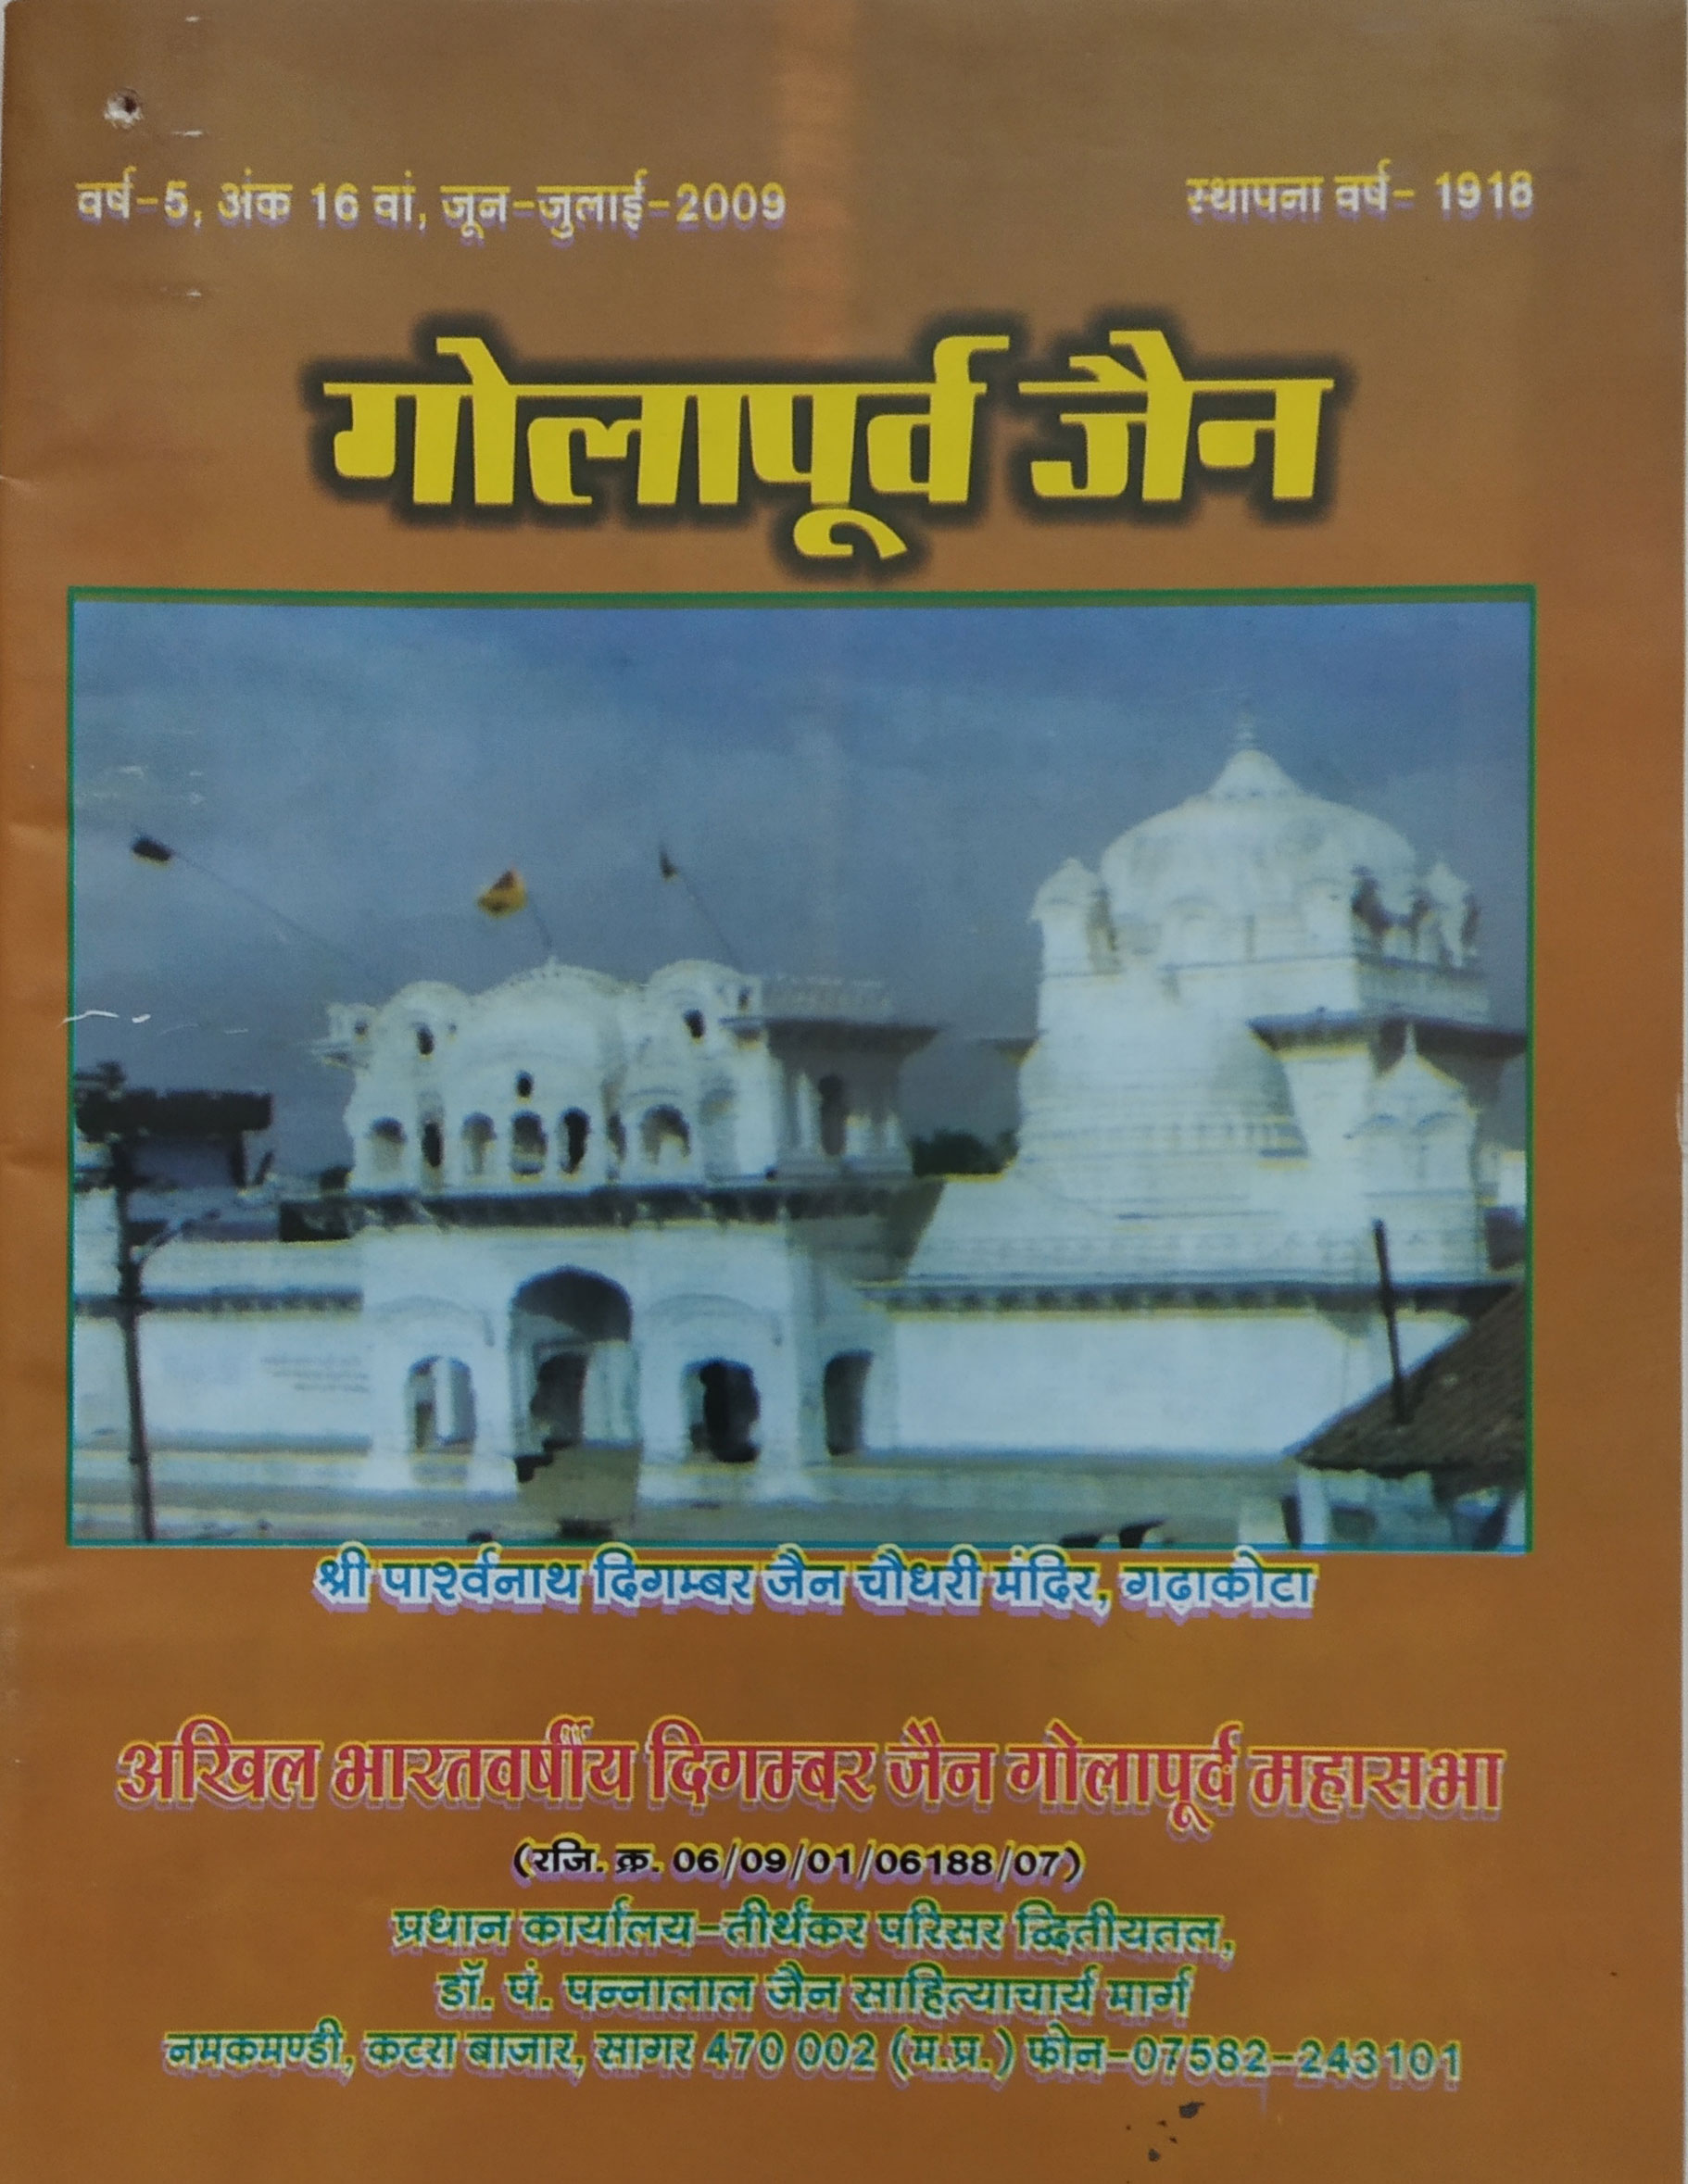 वर्ष-5, अंक 16 वां, जून-जुलाई-2009
स्थापना वर्ष- 1918
गोलापूर्व जैन
श्री पार्श्वनाथ दिगम्बर जैन चौधरी मंदिर, गढ़ाकोटा
अखिल भारतवर्षीय दिगम्बर जैन गोलापूर्व महासभा
(रजि. क्र. 06/09/01/06188/07)
प्रधान कार्यालय-तीर्थंकर परिसर द्वितीयतल,
डॉ. पं. पन्नालाल जैन साहित्याचार्य मार्ग
नमकमण्डी, कटरा बाजार, सागर 470 002 (म.प्र.) फोन-07582-243101